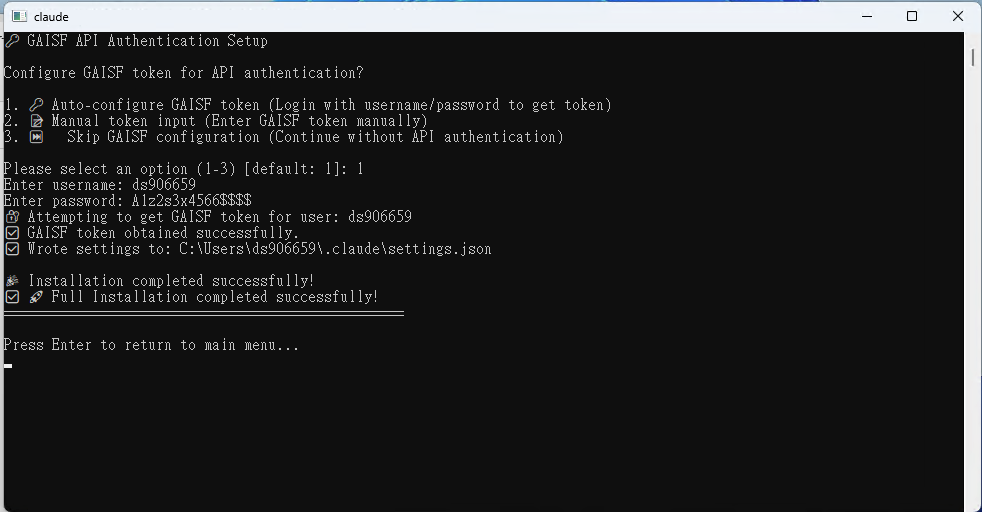 claude
GAISF API Authentication Setup
Configure GAISF token for API authentication?
1. Auto-configure GAISF token (Login with username/password to get token)
2. Manual token input (Enter GAISF token manually)
3. Skip GAISF configuration (Continue without API authentication)
Please select an option (1-3) [default: 1]: 1
Enter username: ds906659
Enter password: A1z2s3x4566$$$$
Attempting to get GAISF token for user: ds906659
GAISF token obtained successfully.
Wrote settings to: C:\Users\ds906659\.claude\settings.json
Installation completed successfully!
Full Installation completed successfully!
Press Enter to return to main menu...